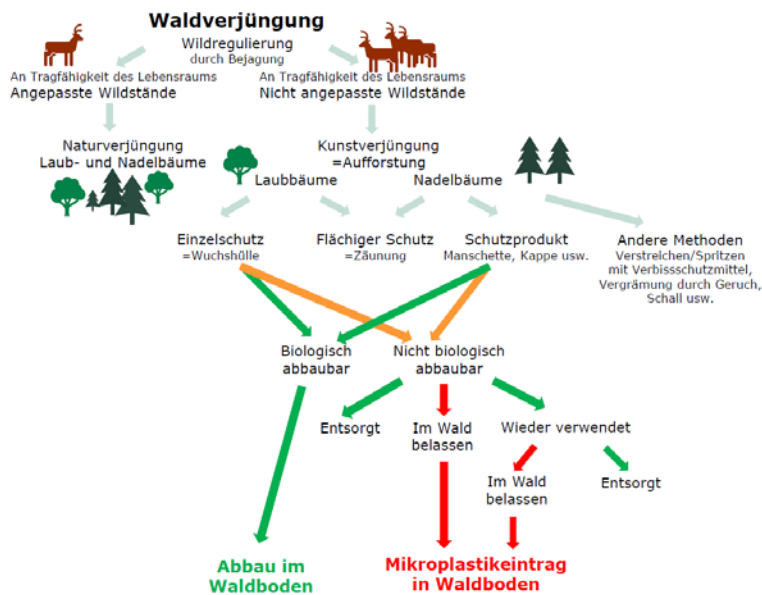 Waldverjüngung
Wildregulierung
durch Bejagung
An Tragfähigkeit des Lebensraums
Angepasste Wildstände
An Tragfähigkeit des Lebensraums
Nicht angepasste Wildstände
Naturverjüngung
Laub- und Nadelbäume
Kunstverjüngung
=Aufforstung
Laubbäume
Nadelbäume
Einzelschutz
=Wuchshülle
Flächiger Schutz
=Zäunung
Schutzprodukt
Manschette, Kappe usw.
Andere Methoden
Verstreichen/Spritzen
mit Verbissschutzmittel,
Vergrämung durch Geruch,
Schall usw.
Biologisch
abbaubar
Nicht biologisch
abbaubar
Entsorgt
Im Wald
belassen
Wieder verwendet
Im Wald
belassen
Entsorgt
Abbau im
Waldboden
Mikroplastikeintrag
in Waldboden